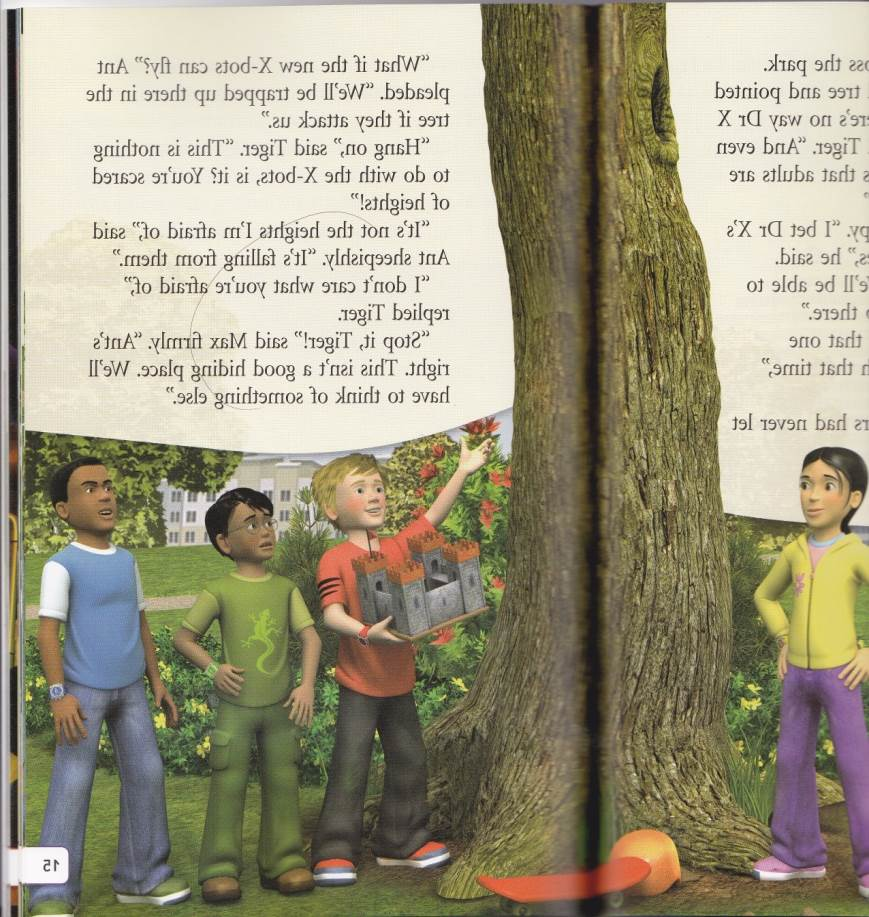 the park.
tree and pointed
no way Dr X
Tiger. “And even
that adults are
“I bet Dr X’s
he said.
be able to
there.”
that one
that time,”
had never let
“What if the new X-bots can fly?” Ant
pleaded. “We’ll be trapped up there in the
tree if they attack us.”
“Hang on,” said Tiger. “This is nothing
to do with the X-bots, is it? You’re scared
of heights!”
“It’s not the heights I’m afraid of,” said
Ant sheepishly. “It’s falling from them.”
“I don’t care what you’re afraid of,”
replied Tiger.
“Stop it, Tiger!” said Max firmly. “Ant’s
right. This isn’t a good hiding place. We’ll
have to think of something else.”
15